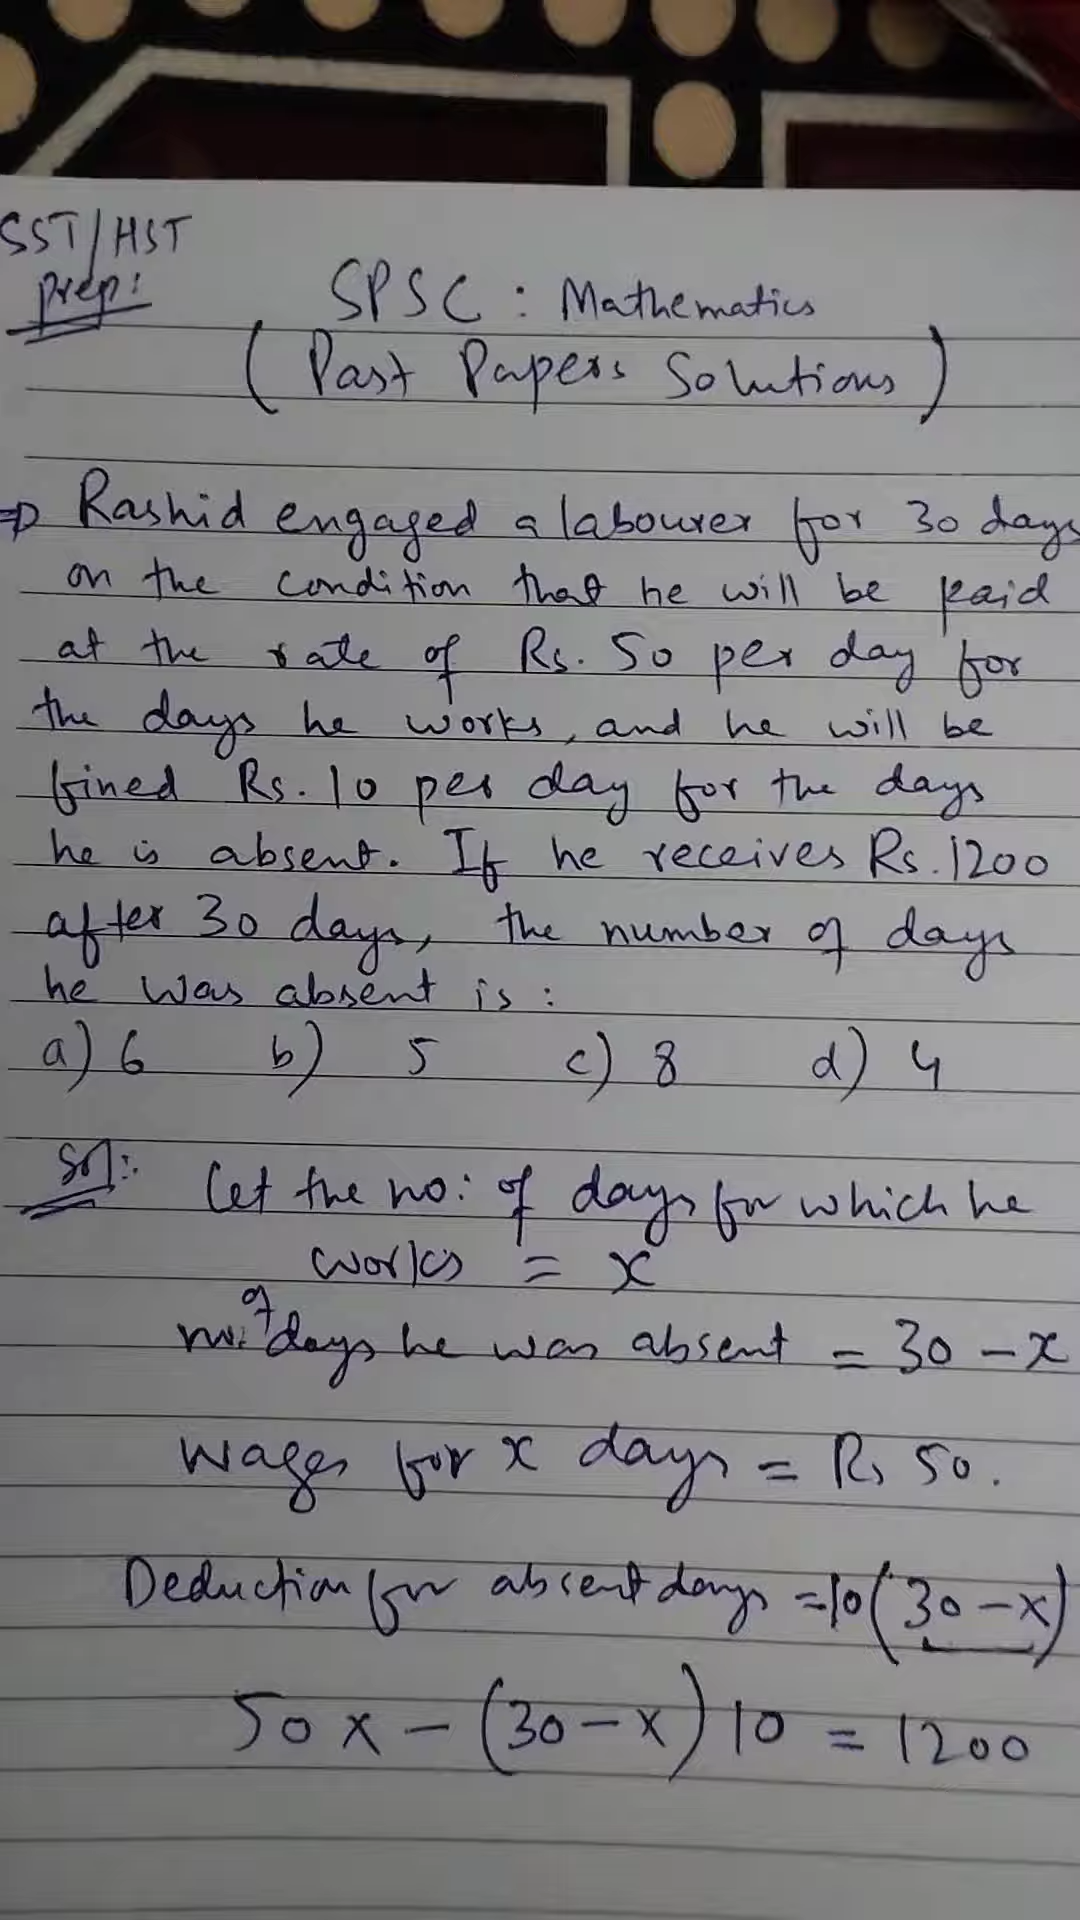 SST/HST
prep:
SPSC : Mathematics
(Past Papers Solutions)
⇒ Rashid engaged a labourer for 30 days
on the condition that he will be paid
at the rate of Rs. 50 per day for
the days he works, and he will be
fined Rs. 10 per day for the days
he is absent. If he receives Rs. 1200
after 30 days, the number of days
he was absent is :
a) 6 b) 5 c) 8 d) 4
Sol: Let the no: of days for which he
works = x
no: of days he was absent = 30 - x
Wages for x days = Rs 50.
Deduction for absent days = 10(30-x)
50x - (30-x)10 = 1200